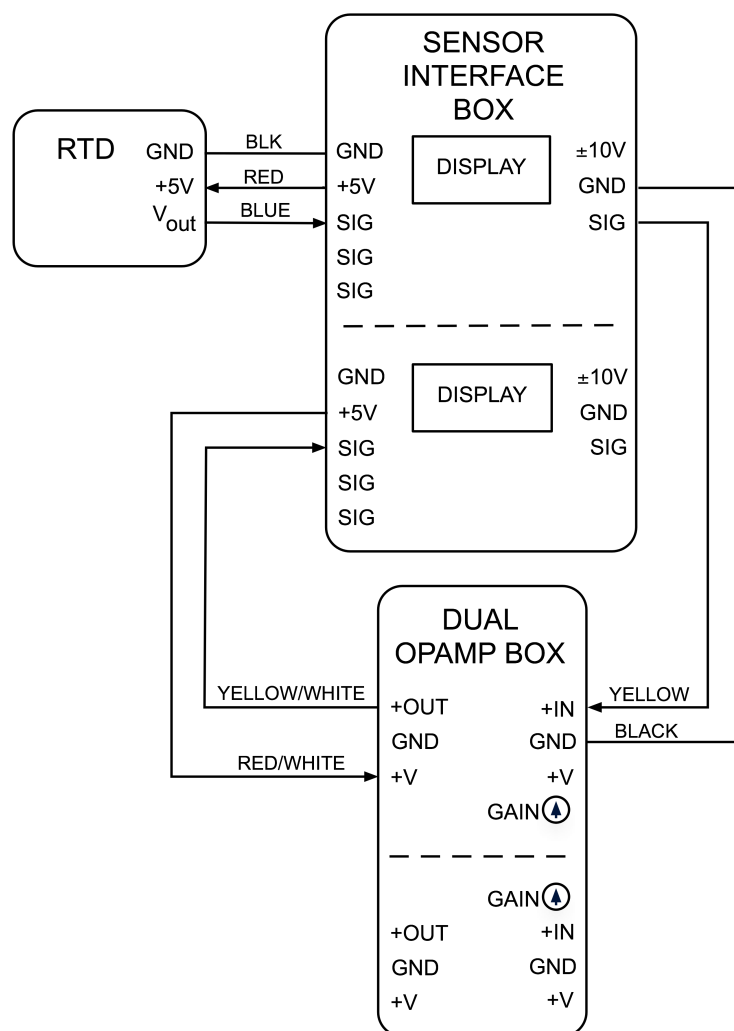 SENSOR
INTERFACE
BOX
RTD
GND
+5V
Vout
BLK
RED
BLUE
GND
+5V
SIG
SIG
SIG
DISPLAY
±10V
GND
SIG
GND
+5V
SIG
SIG
SIG
DISPLAY
±10V
GND
SIG
DUAL
OPAMP BOX
YELLOW/WHITE
RED/WHITE
+OUT
GND
+V
+IN
GND
+V
GAIN
YELLOW
BLACK
GAIN
+OUT
GND
+V
+IN
GND
+V